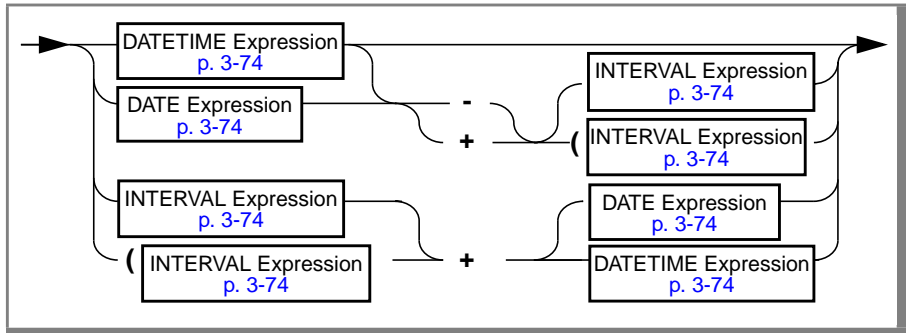 DATETIME Expression
p. 3-74
INTERVAL Expression
p. 3-74
DATE Expression
p. 3-74
-
+
( INTERVAL Expression
p. 3-74
INTERVAL Expression
p. 3-74
DATE Expression
p. 3-74
( INTERVAL Expression
p. 3-74
+
DATETIME Expression
p. 3-74